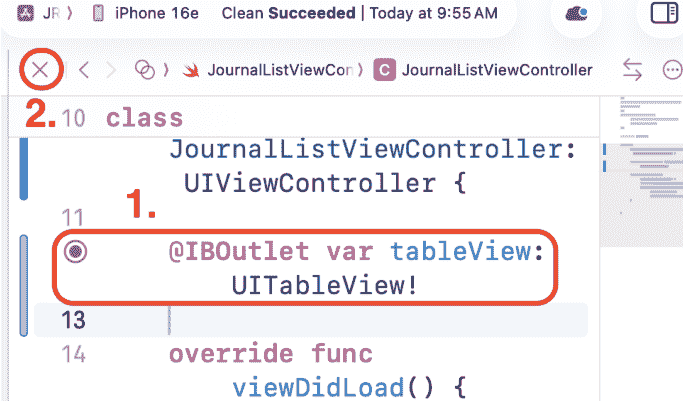 JR iPhone 16e Clean Succeeded | Today at 9:55 AM
JournalListViewCon C JournalListViewController
2. 10 class
JournalListViewController:
UIViewController {
1.
11
@IBOutlet var tableView:
UITableView!
13
14 override func
viewDidLoad() {